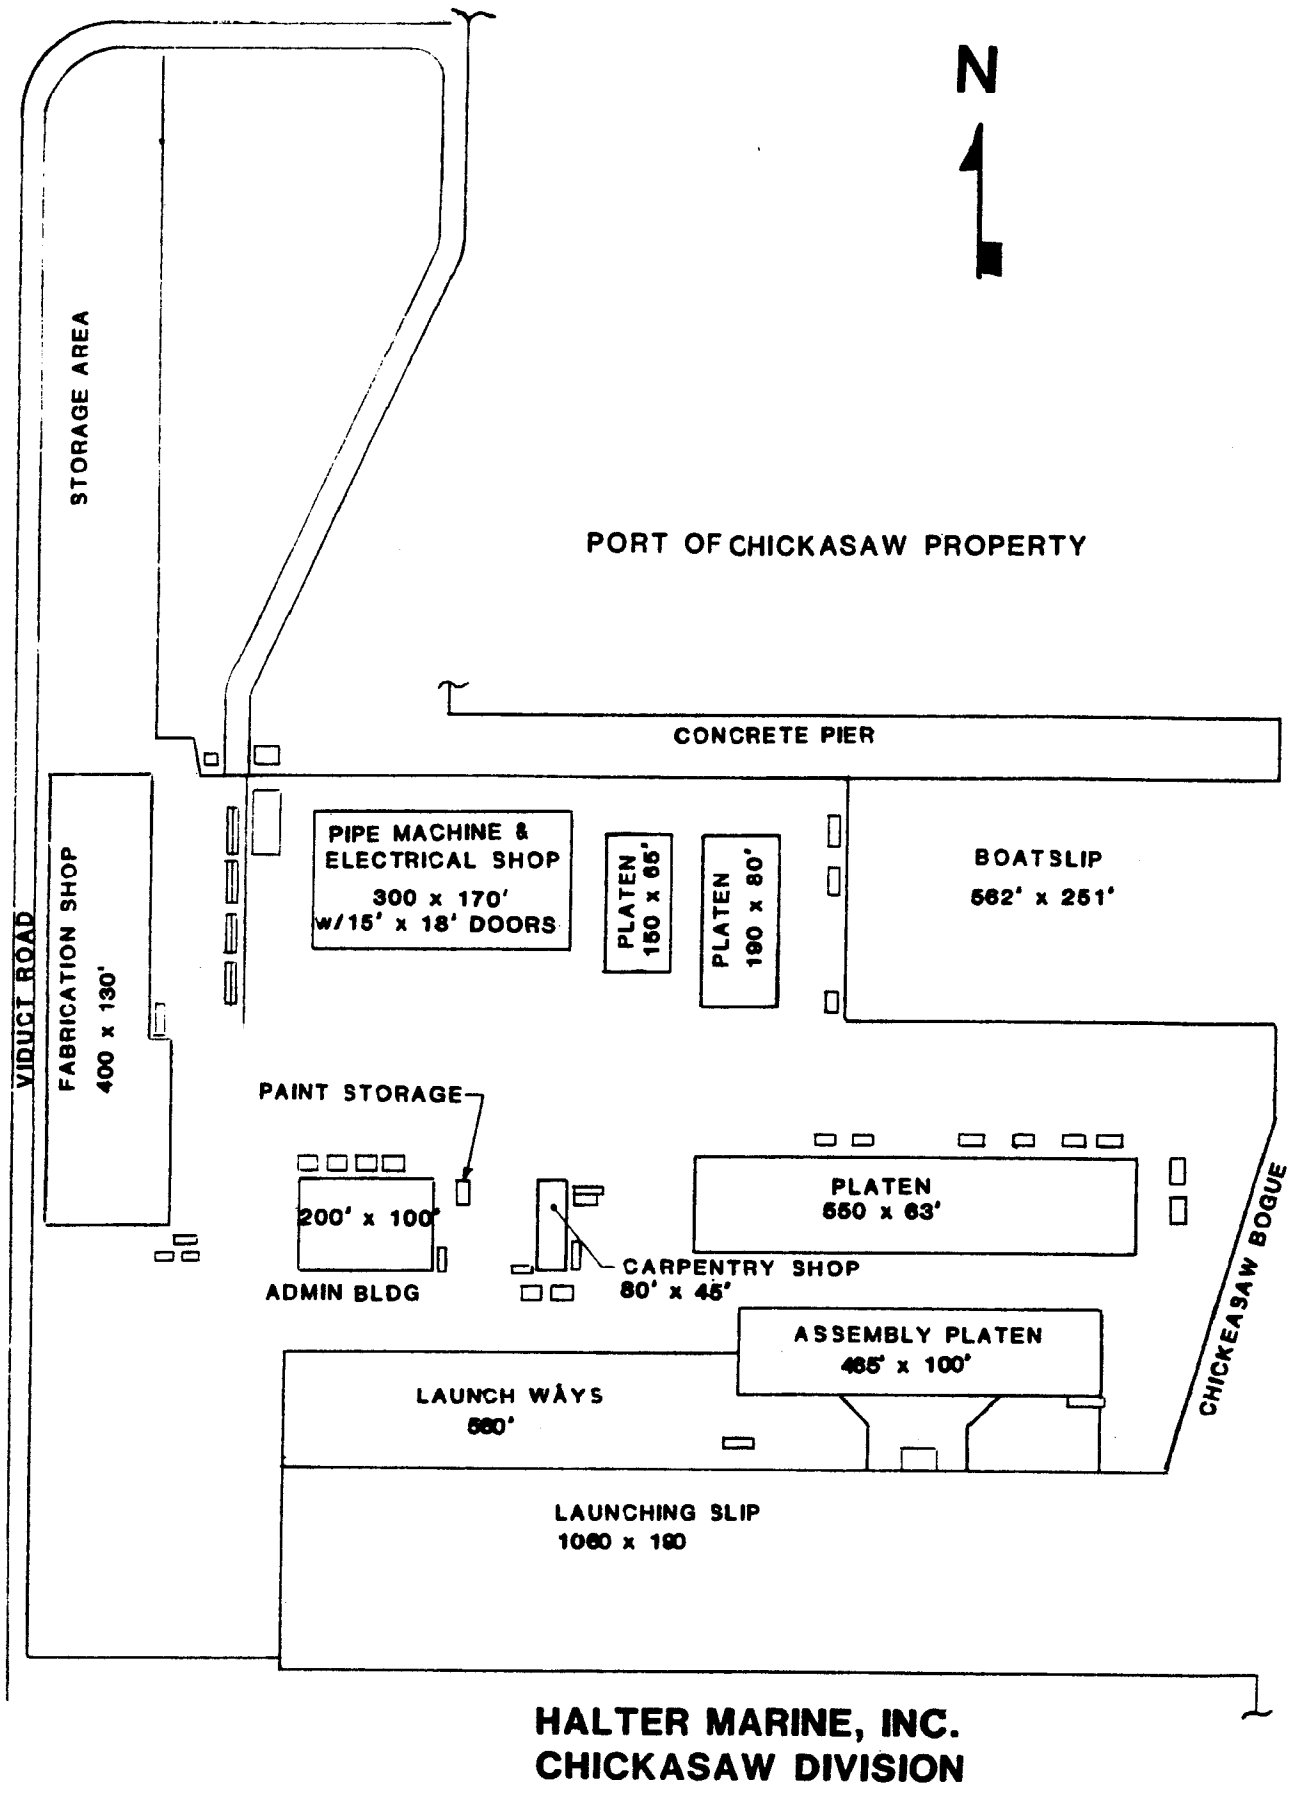 N
STORAGE AREA
PORT OF CHICKASAW PROPERTY
CONCRETE PIER
PIPE MACHINE &
ELECTRICAL SHOP
300 x 170'
w/15' x 18' DOORS
PLATEN
150 x 65'
PLATEN
190 x 80'
BOATSLIP
562' x 251'
VIDUCT ROAD
FABRICATION SHOP
400 x 130'
PAINT STORAGE
200' x 100'
ADMIN BLDG
CARPENTRY SHOP
80' x 45'
PLATEN
550 x 63'
CHICKEASAW BOGUE
ASSEMBLY PLATEN
465' x 100'
LAUNCH WAYS
560'
LAUNCHING SLIP
1060 x 190
HALTER MARINE, INC.
CHICKASAW DIVISION